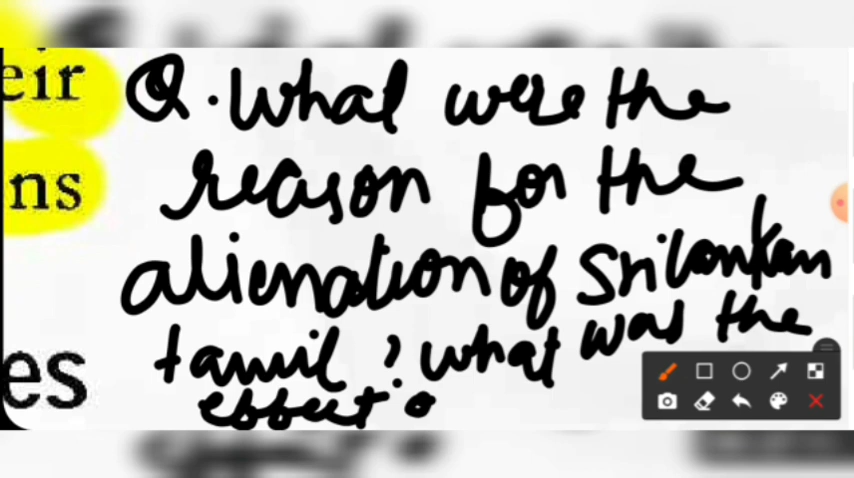 eir
ns
es
Q. What were the
reason for the
alienation of Srilankan
tamil? what was the
effect